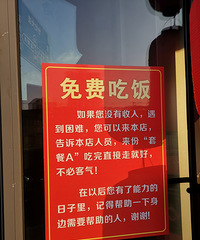 免费吃饭
如果您没有收入，遇
到困难，您可以来本店，
告诉本店人员，来份“套
餐A”吃完直接走就好，
不必客气！
在以后您有了能力的
日子里，记得帮助一下身
边需要帮助的人，谢谢！